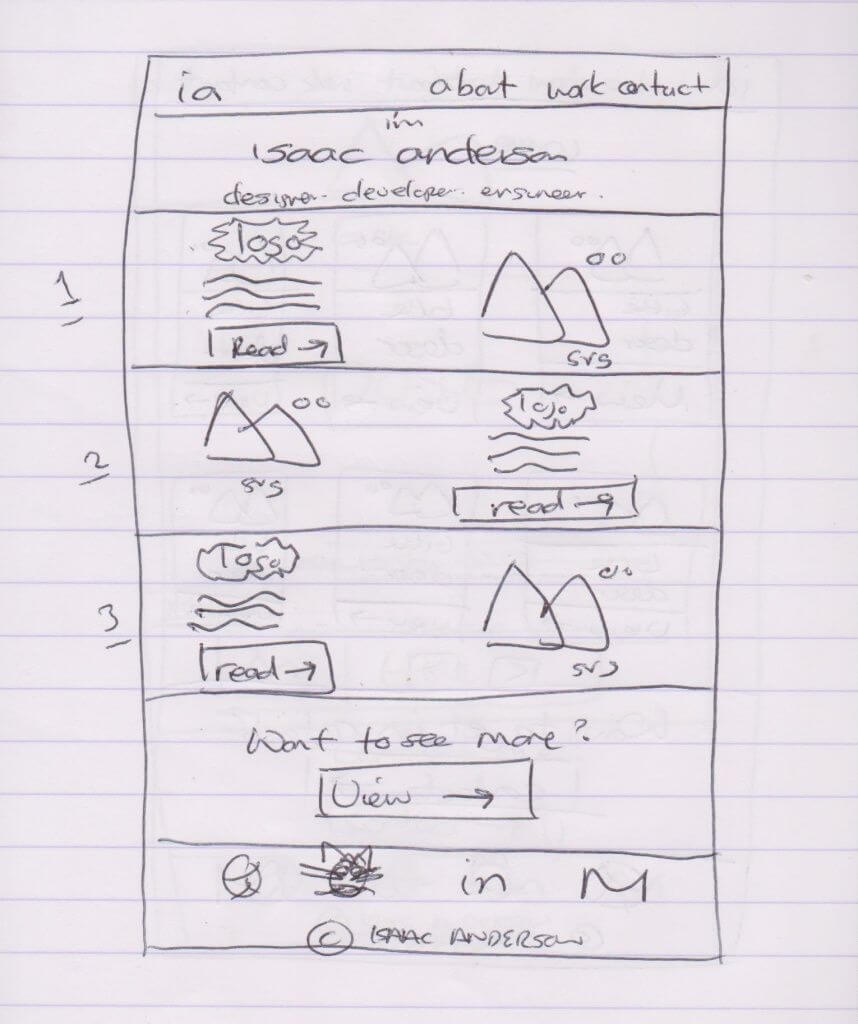 ia about work contact
im
isaac anderson
designer. developer. engineer.
logo
1
Read →
svg
logo
2
svg
read →
logo
3
read →
svg
Want to see more?
View →
in M
© ISAAC ANDERSON